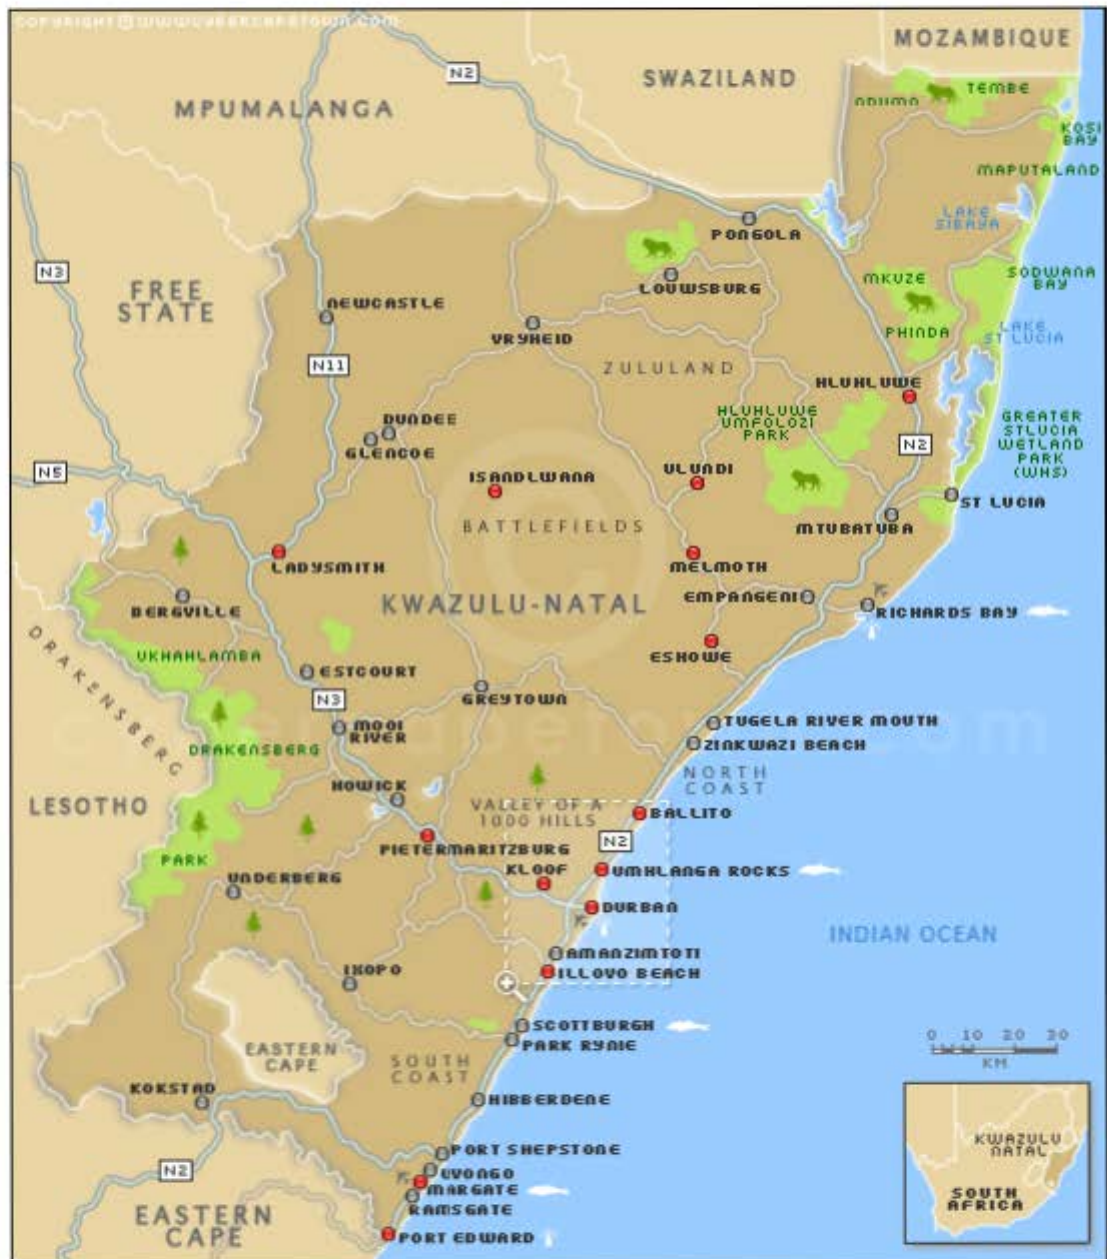 COPYRIGHT © WWW.CYBERCAPETOWN.COM
MOZAMBIQUE
SWAZILAND
N2
MPUMALANGA
NDUMO
TEMBE
KOSI
BAY
MAPUTALAND
LAKE
SIBAYA
PONGOLA
N3
FREE
STATE
NEWCASTLE
LOUWSBURG
MKUZE
SODWANA
BAY
VRYHEID
PHINDA
LAKE
ST LUCIA
N11
ZULULAND
HLUHLUWE
DUNDEE
GLENCOE
HLUHLUWE
UMFOLOZI
PARK
N2
GREATER
STLUCIA
WETLAND
PARK
(WHS)
N5
ISANDLWANA
ULUNDI
ST LUCIA
BATTLEFIELDS
MTUBATUBA
LADYSMITH
MELMOTH
BERGVILLE
KWAZULU-NATAL
EMPANGENI
RICHARDS BAY
DRAKENSBERG
UKHAHLAMBA
ESHOWE
ESTCOURT
GREYTOWN
N3
MOOI
RIVER
TUGELA RIVER MOUTH
DRAKENSBERG
ZINKWAZI BEACH
NORTH
COAST
LESOTHO
HOWICK
VALLEY OF A
1000 HILLS
BALLITO
N2
PIETERMARITZBURG
PARK
KLOOF
UMHLANGA ROCKS
UNDERBERG
DURBAN
INDIAN OCEAN
AMANZIMTOTI
IXOPO
ILLOVO BEACH
SCOTTBURGH
PARK RYNIE
EASTERN
CAPE
SOUTH
COAST
0 10 20 30
KM
KOKSTAD
HIBBERDENE
PORT SHEPSTONE
N2
UVONGO
MARGATE
RAMSGATE
EASTERN
CAPE
PORT EDWARD
KWAZULU
NATAL
SOUTH
AFRICA